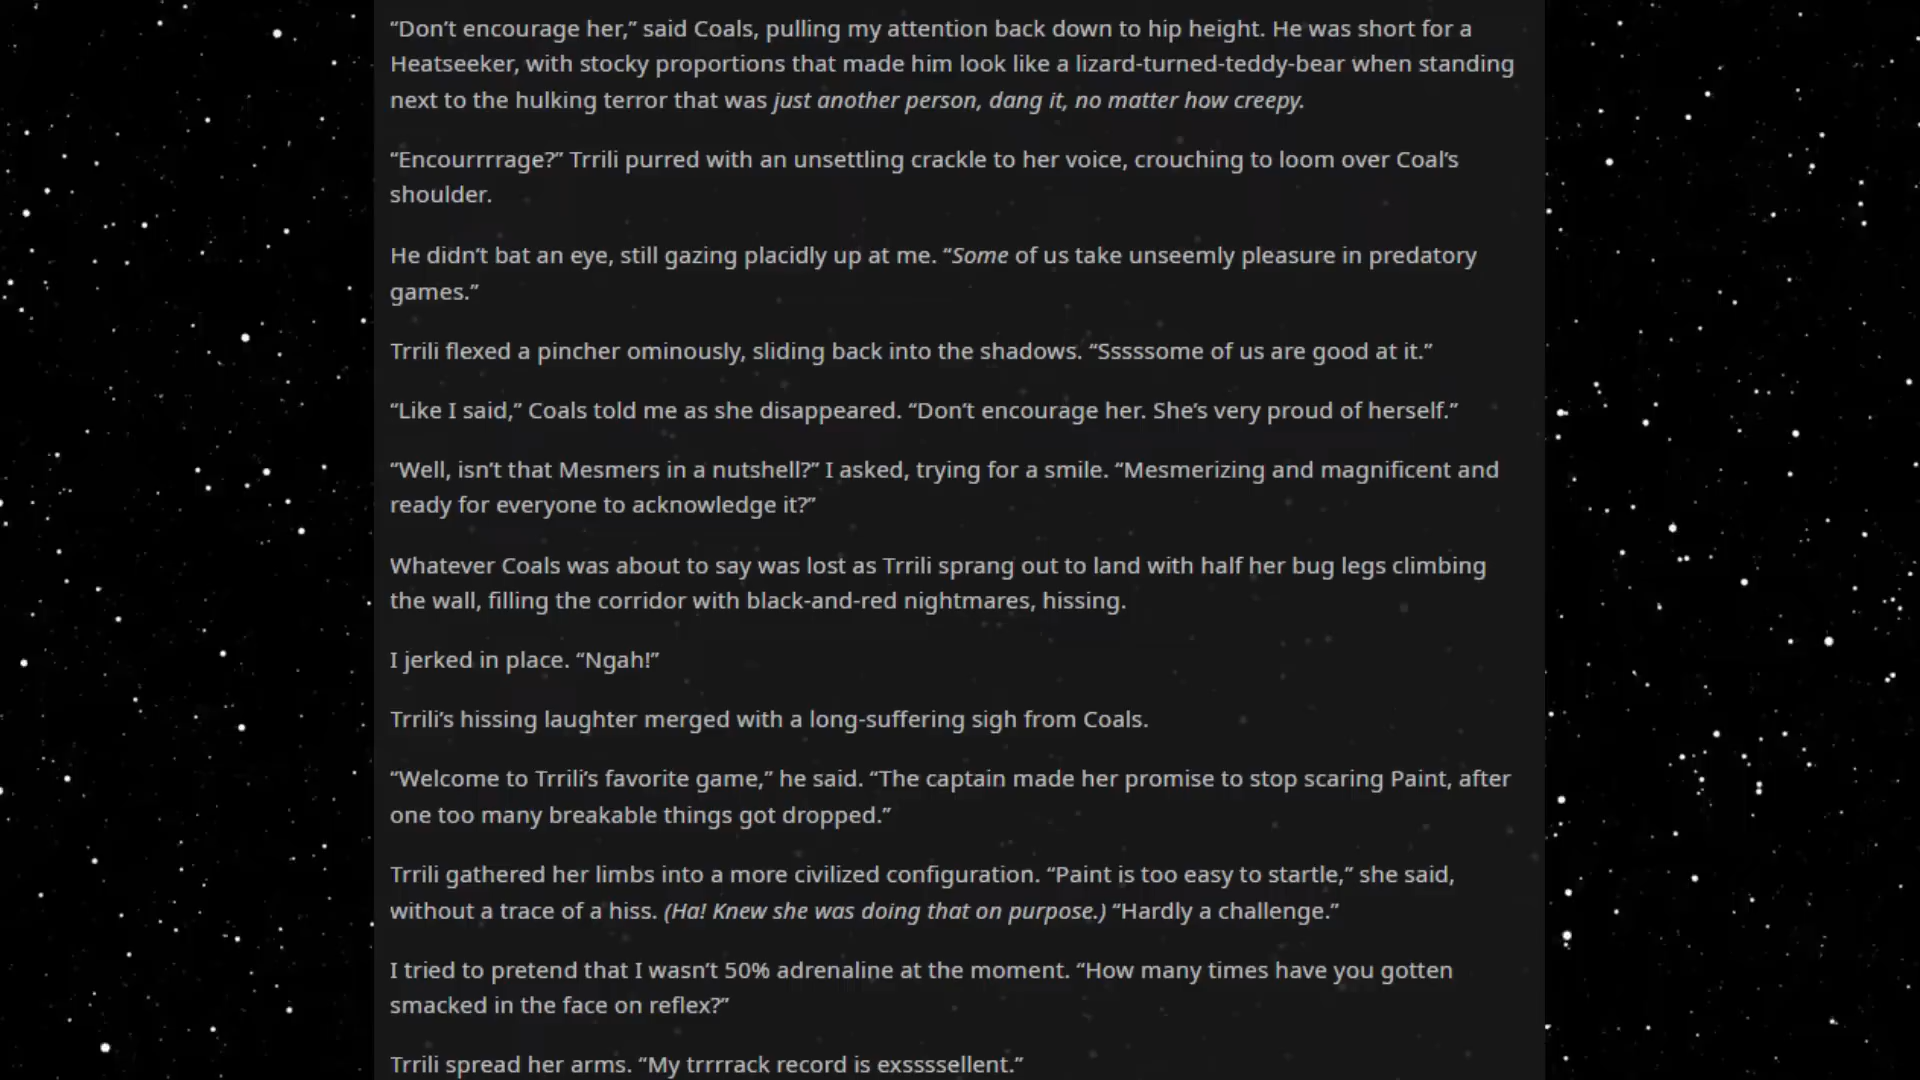 “Don’t encourage her,” said Coals, pulling my attention back down to hip height. He was short for a
Heatseeker, with stocky proportions that made him look like a lizard-turned-teddy-bear when standing
next to the hulking terror that was just another person, dang it, no matter how creepy.
“Encourrrrage?” Trrili purred with an unsettling crackle to her voice, crouching to loom over Coal’s
shoulder.
He didn’t bat an eye, still gazing placidly up at me. “Some of us take unseemly pleasure in predatory
games.”
Trrili flexed a pincher ominously, sliding back into the shadows. “Sssssome of us are good at it.”
“Like I said,” Coals told me as she disappeared. “Don’t encourage her. She’s very proud of herself.”
“Well, isn’t that Mesmers in a nutshell?” I asked, trying for a smile. “Mesmerizing and magnificent and
ready for everyone to acknowledge it?”
Whatever Coals was about to say was lost as Trrili sprang out to land with half her bug legs climbing
the wall, filling the corridor with black-and-red nightmares, hissing.
I jerked in place. “Ngah!”
Trrili’s hissing laughter merged with a long-suffering sigh from Coals.
“Welcome to Trrili’s favorite game,” he said. “The captain made her promise to stop scaring Paint, after
one too many breakable things got dropped.”
Trrili gathered her limbs into a more civilized configuration. “Paint is too easy to startle,” she said,
without a trace of a hiss. (Ha! Knew she was doing that on purpose.) “Hardly a challenge.”
I tried to pretend that I wasn’t 50% adrenaline at the moment. “How many times have you gotten
smacked in the face on reflex?”
Trrili spread her arms. “My trrrrack record is exsssssellent.”